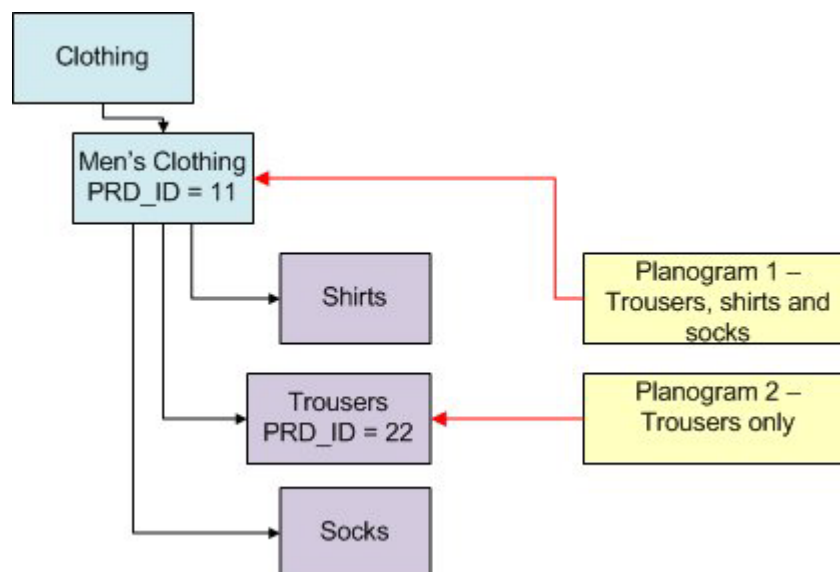 Clothing
Men's Clothing
PRD_ID = 11
Shirts
Planogram 1 –
Trousers, shirts and
socks
Trousers
PRD_ID = 22
Planogram 2 –
Trousers only
Socks